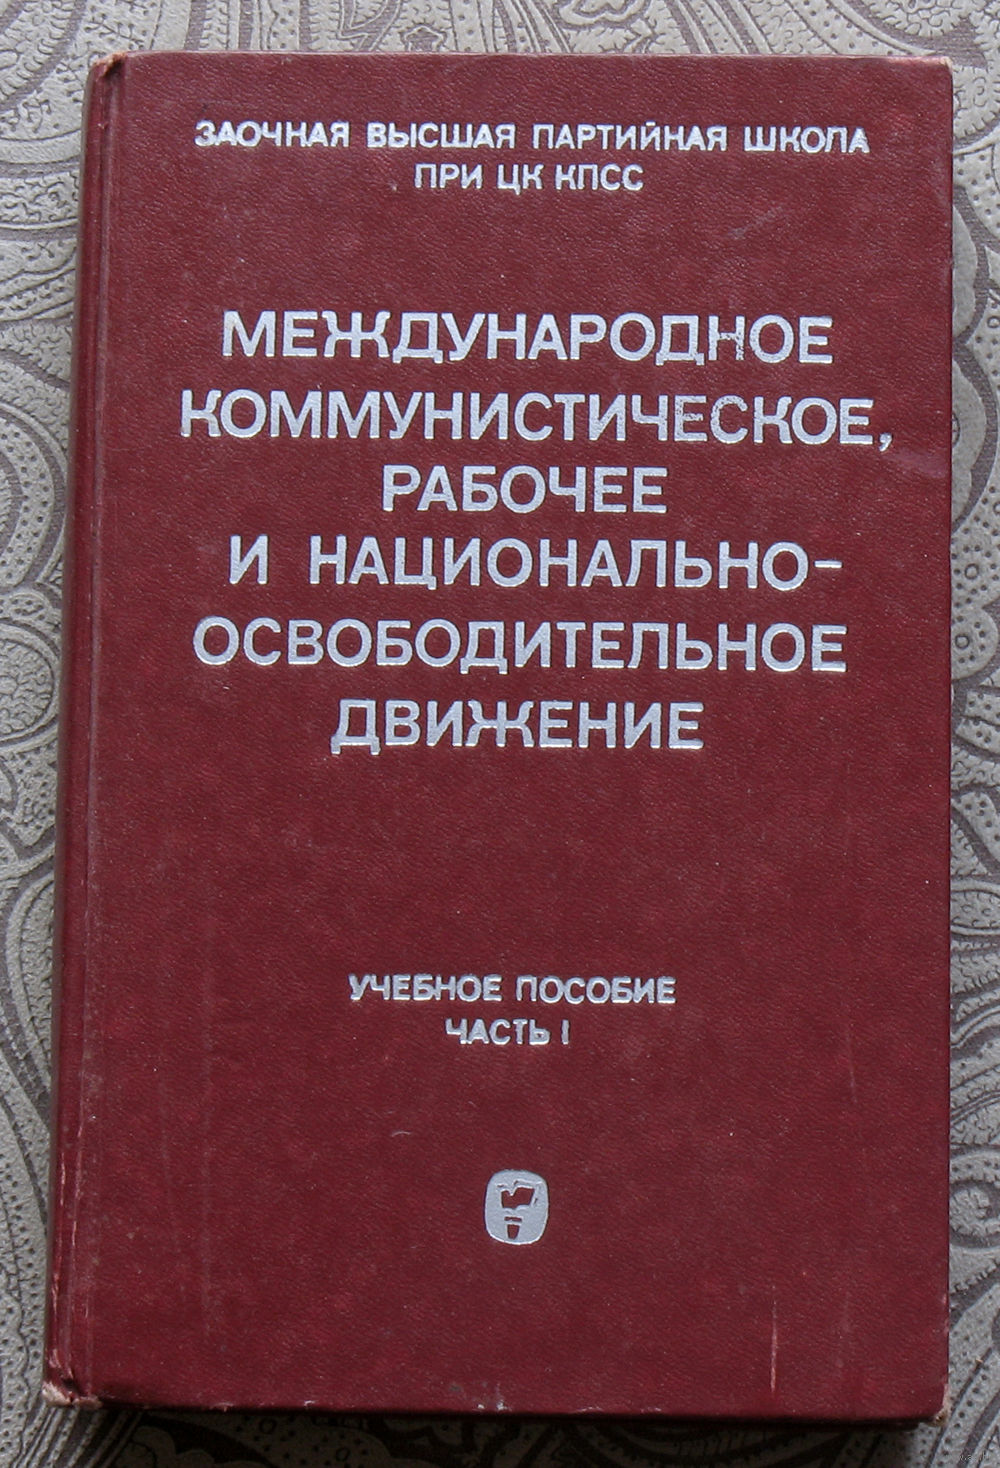 ЗАОЧНАЯ ВЫСШАЯ ПАРТИЙНАЯ ШКОЛА
ПРИ ЦК КПСС
МЕЖДУНАРОДНОЕ
КОММУНИСТИЧЕСКОЕ,
РАБОЧЕЕ
И НАЦИОНАЛЬНО-
ОСВОБОДИТЕЛЬНОЕ
ДВИЖЕНИЕ
УЧЕБНОЕ ПОСОБИЕ
ЧАСТЬ I